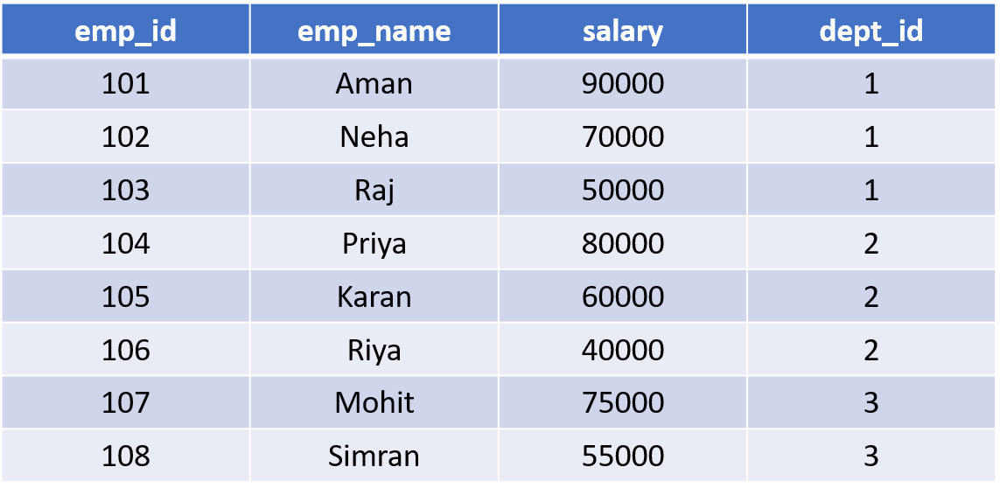 emp_id emp_name salary dept_id
101 Aman 90000 1
102 Neha 70000 1
103 Raj 50000 1
104 Priya 80000 2
105 Karan 60000 2
106 Riya 40000 2
107 Mohit 75000 3
108 Simran 55000 3